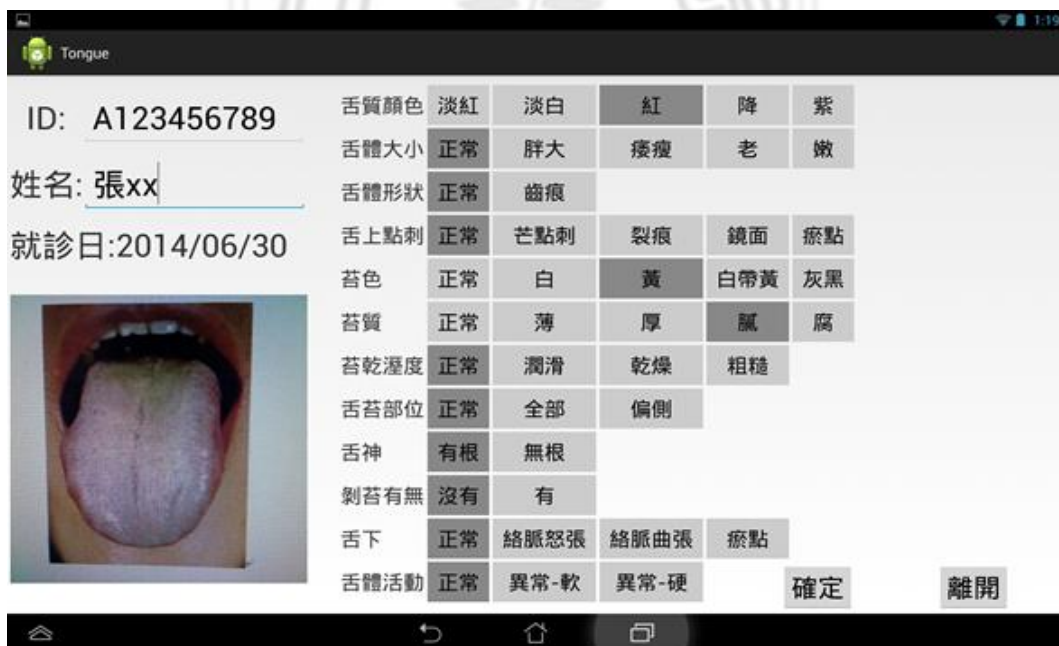 1:19
Tongue
ID: A123456789
姓名: 張xx
就診日:2014/06/30
舌質顏色 淡紅 淡白 紅 降 紫
舌體大小 正常 胖大 痿瘦 老 嫩
舌體形狀 正常 齒痕
舌上點刺 正常 芒點刺 裂痕 鏡面 瘀點
苔色 正常 白 黃 白帶黃 灰黑
苔質 正常 薄 厚 膩 腐
苔乾溼度 正常 潤滑 乾燥 粗糙
舌苔部位 正常 全部 偏側
舌神 有根 無根
剝苔有無 沒有 有
舌下 正常 絡脈怒張 絡脈曲張 瘀點
舌體活動 正常 異常-軟 異常-硬
確定 離開